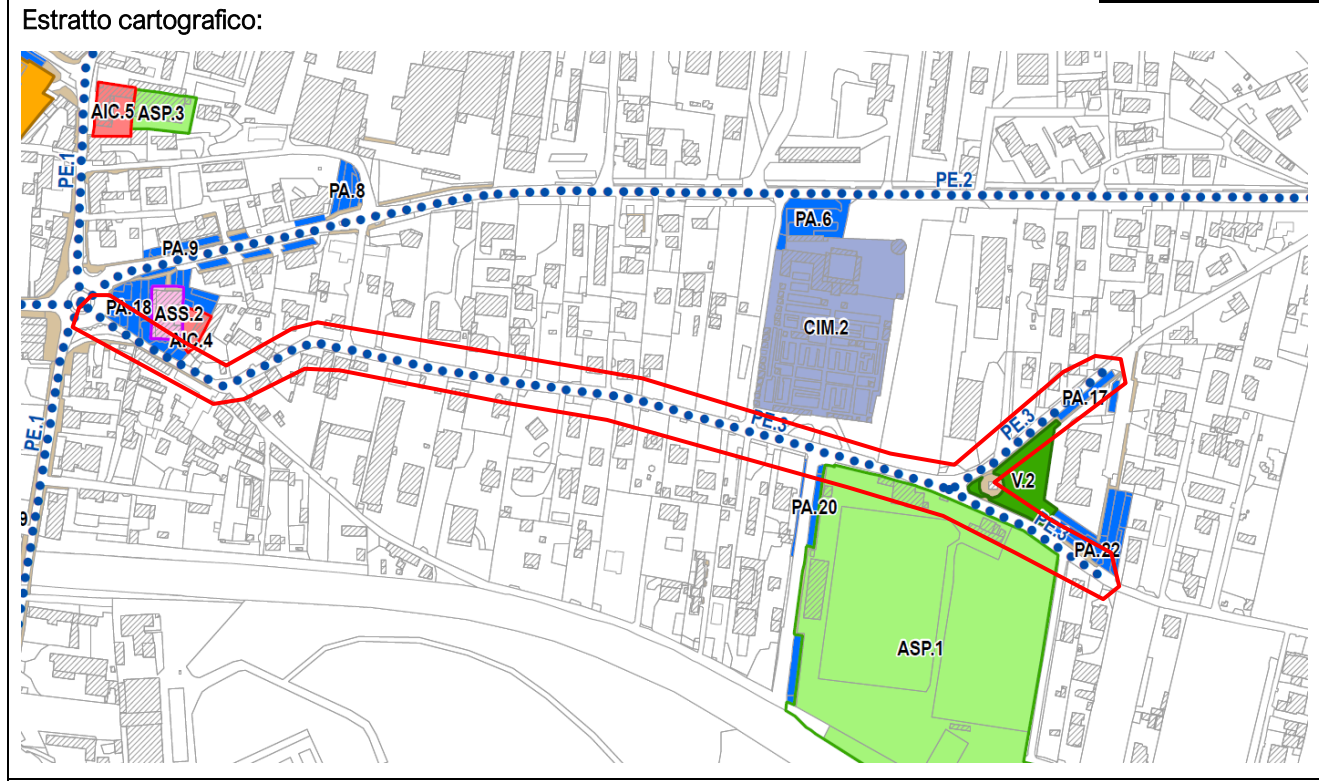 Estratto cartografico:
AIC.5
ASP.3
PE.1
PA.8
PE.2
PA.6
PA.9
PA.18
ASS.2
AIC.4
CIM.2
PA.17
PE.3
PE.3
PE.1
V.2
PA.20
9
PE.3
PA.22
ASP.1